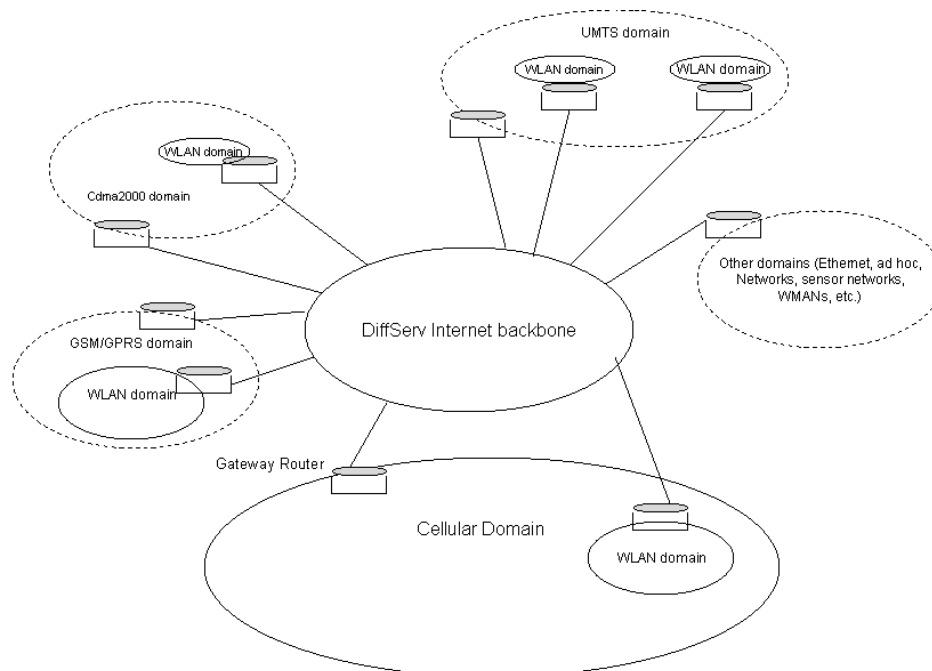 UMTS domain
WLAN domain
WLAN domain
WLAN domain
Cdma2000 domain
Other domains (Ethernet, ad hoc,
Networks, sensor networks,
WMANs, etc.)
DiffServ Internet backbone
GSM/GPRS domain
WLAN domain
Gateway Router
Cellular Domain
WLAN domain